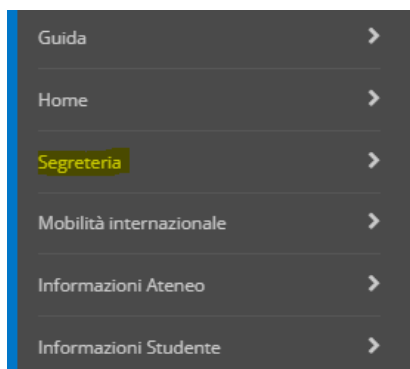 Guida
Home
Segreteria
Mobilità internazionale
Informazioni Ateneo
Informazioni Studente